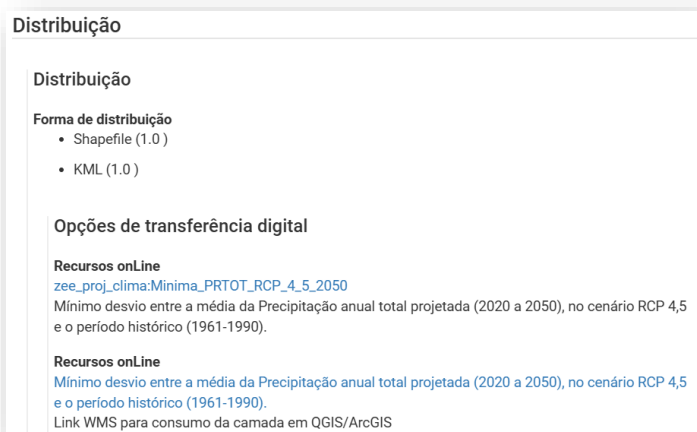 Distribuição
Distribuição
Forma de distribuição
• Shapefile (1.0 )
• KML (1.0 )
Opções de transferência digital
Recursos onLine
zee_proj_clima:Minima_PRTOT_RCP_4_5_2050
Mínimo desvio entre a média da Precipitação anual total projetada (2020 a 2050), no cenário RCP 4,5
e o período histórico (1961-1990).
Recursos onLine
Mínimo desvio entre a média da Precipitação anual total projetada (2020 a 2050), no cenário RCP 4,5
e o período histórico (1961-1990).
Link WMS para consumo da camada em QGIS/ArcGIS